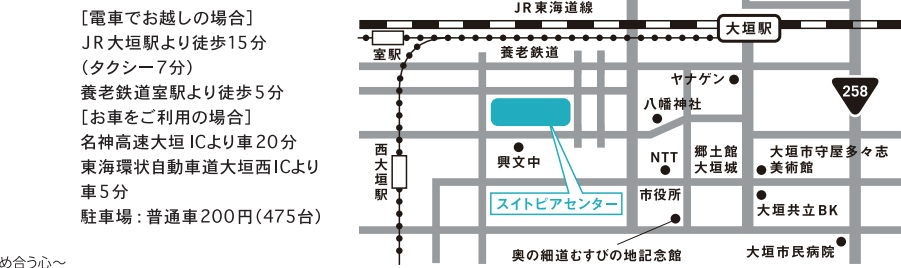 [電車でお越しの場合]
JR大垣駅より徒歩15分
(タクシー7分)
養老鉄道室駅より徒歩5分
[お車をご利用の場合]
名神高速大垣ICより車20分
東海環状自動車道大垣西ICより
車5分
駐車場:普通車200円(475台)
め合う心〜
JR東海道線
大垣駅
室駅
養老鉄道
ヤナゲン
258
八幡神社
西大垣駅
興文中
NTT
郷土館
大垣城
大垣市守屋多々志
美術館
スイトピアセンター
市役所
大垣共立BK
奥の細道むすびの地記念館
大垣市民病院